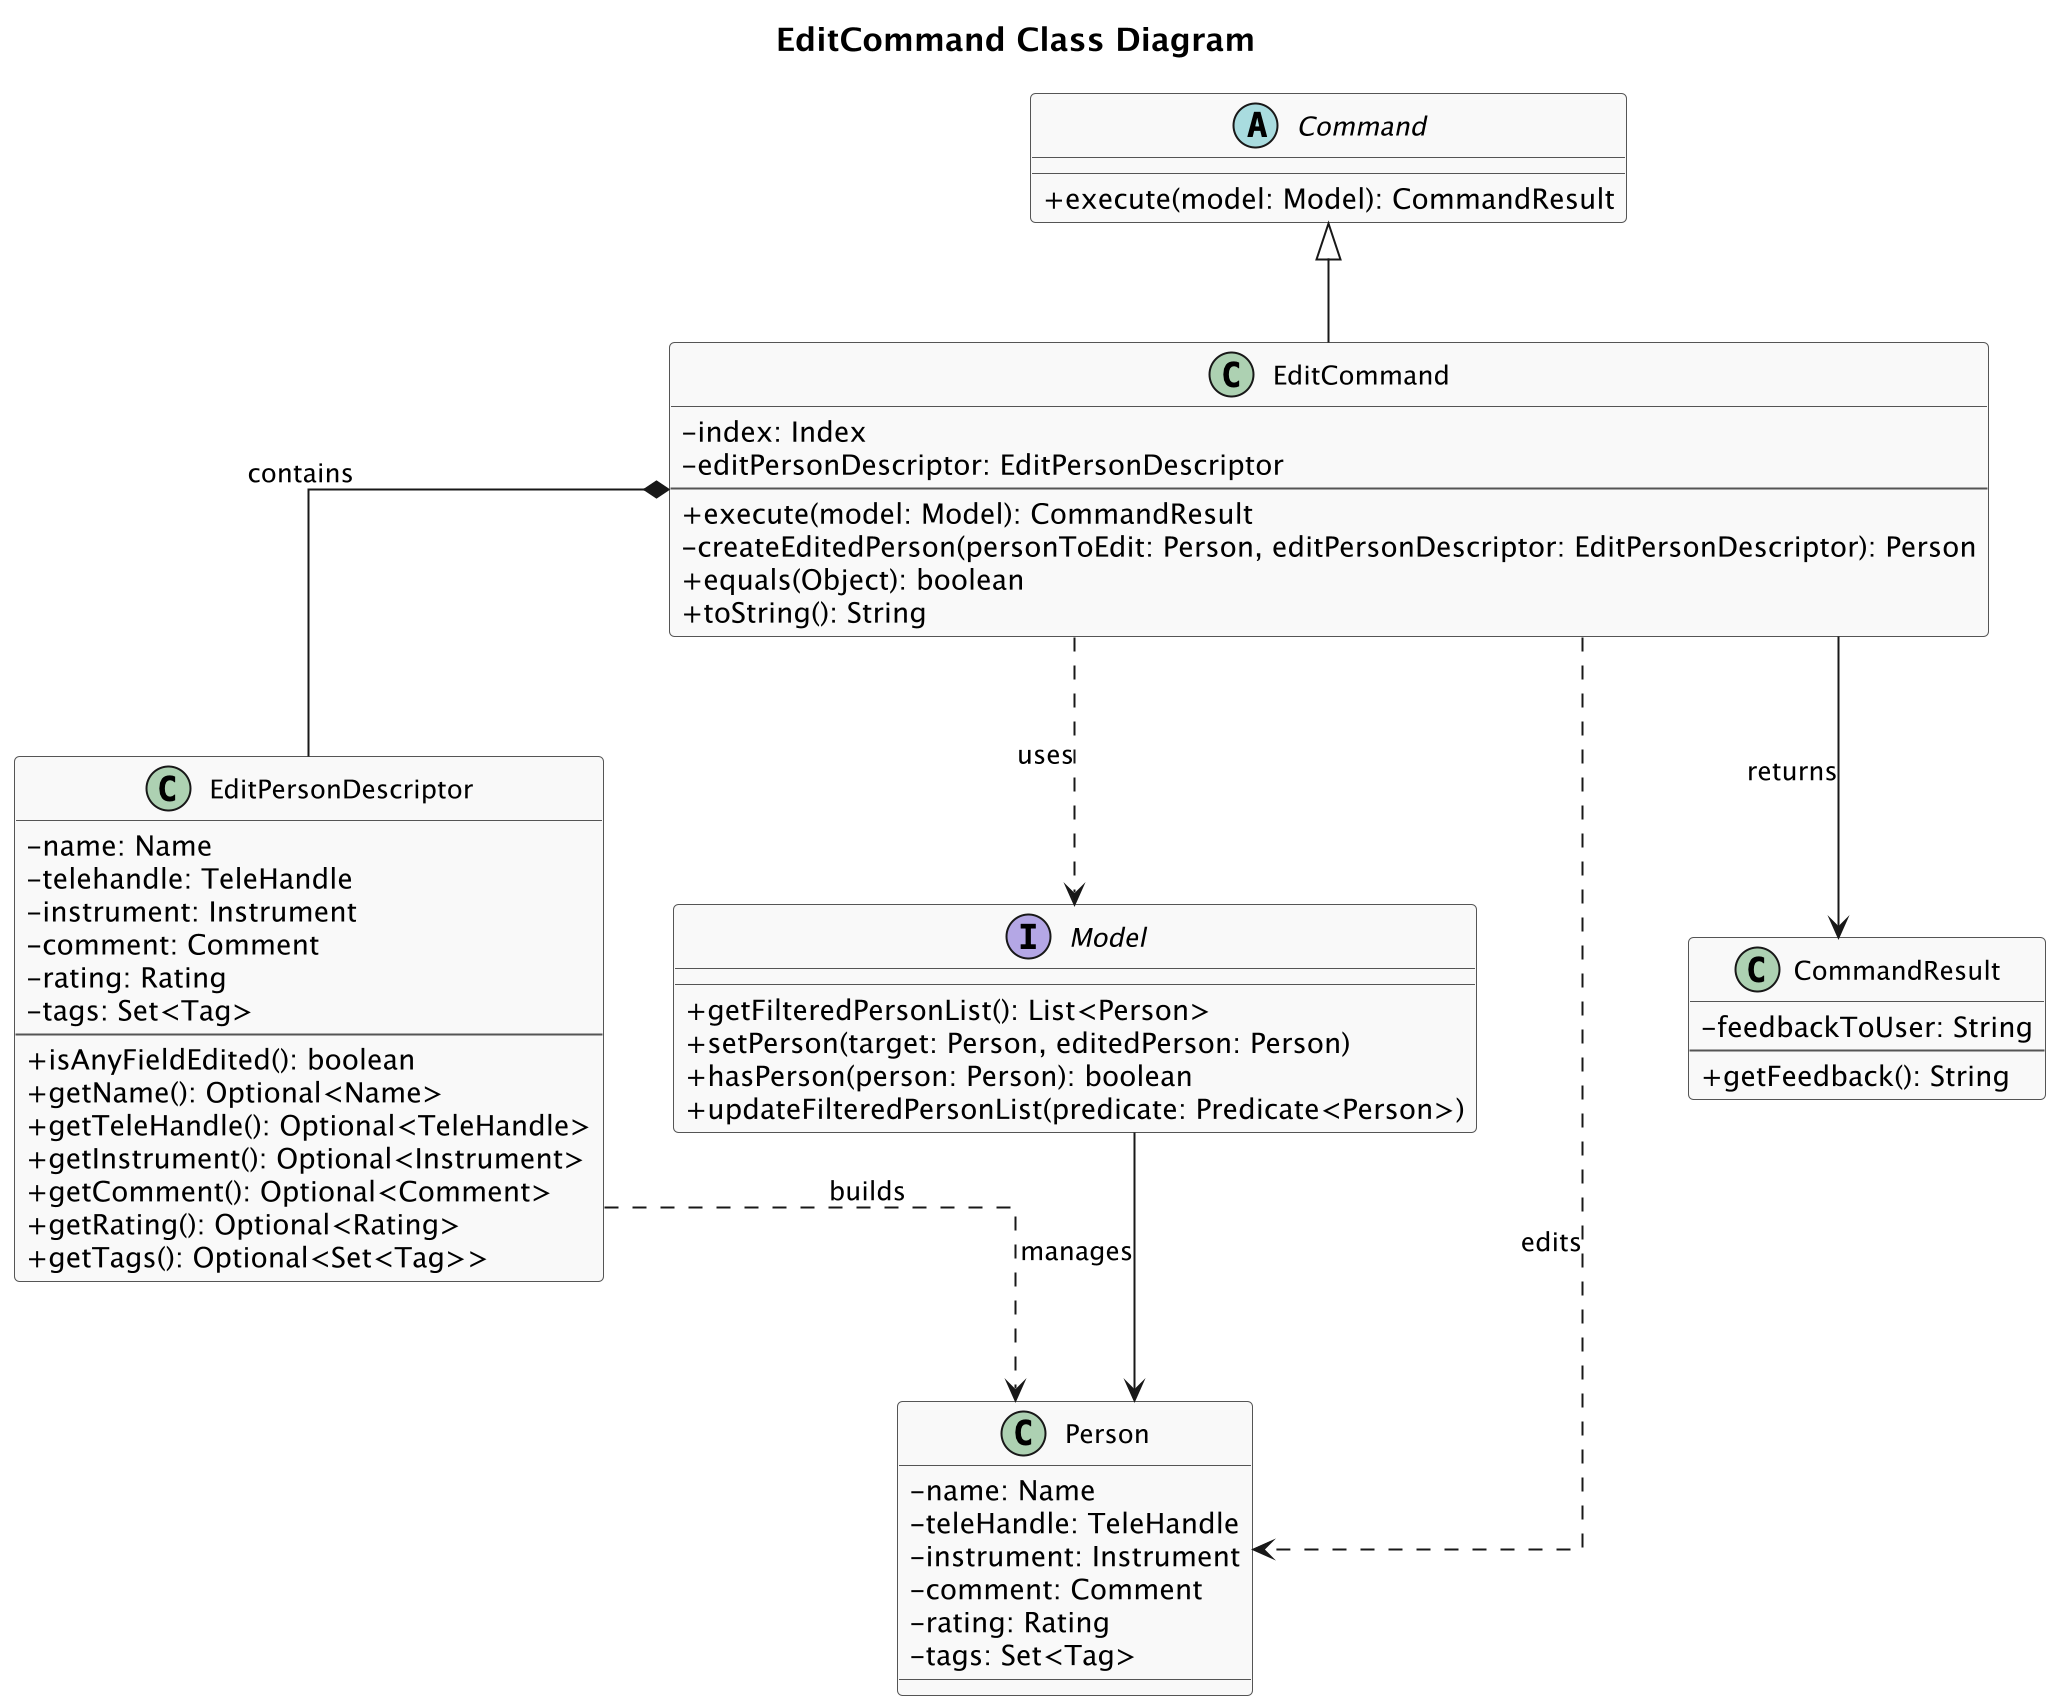 EditCommand Class Diagram
A Command
+execute(model: Model): CommandResult
C EditCommand
-index: Index
-editPersonDescriptor: EditPersonDescriptor
+execute(model: Model): CommandResult
-createEditedPerson(personToEdit: Person, editPersonDescriptor: EditPersonDescriptor): Person
+equals(Object): boolean
+toString(): String
contains
uses
returns
C EditPersonDescriptor
-name: Name
-telehandle: TeleHandle
-instrument: Instrument
-comment: Comment
-rating: Rating
-tags: Set<Tag>
+isAnyFieldEdited(): boolean
+getName(): Optional<Name>
+getTeleHandle(): Optional<TeleHandle>
+getInstrument(): Optional<Instrument>
+getComment(): Optional<Comment>
+getRating(): Optional<Rating>
+getTags(): Optional<Set<Tag>>
I Model
+getFilteredPersonList(): List<Person>
+setPerson(target: Person, editedPerson: Person)
+hasPerson(person: Person): boolean
+updateFilteredPersonList(predicate: Predicate<Person>)
C CommandResult
-feedbackToUser: String
+getFeedback(): String
builds
manages
edits
C Person
-name: Name
-teleHandle: TeleHandle
-instrument: Instrument
-comment: Comment
-rating: Rating
-tags: Set<Tag>